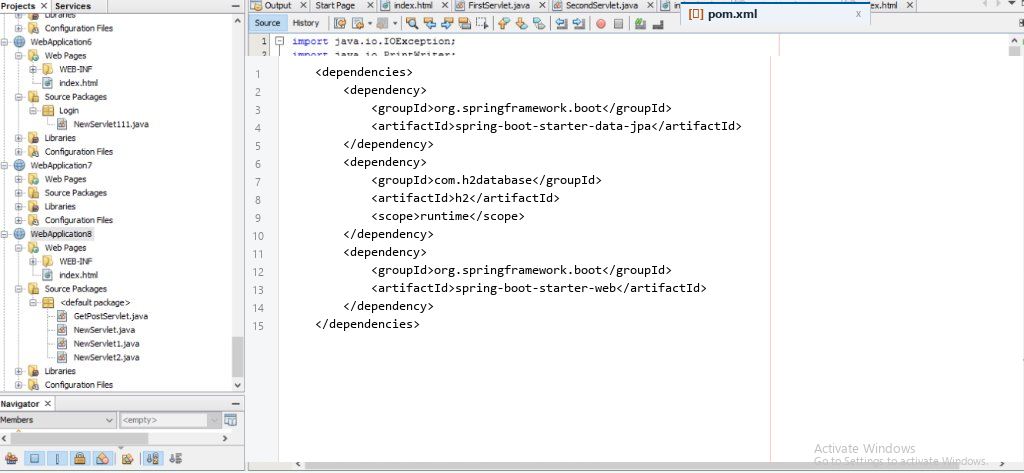 Projects × Services
Libraries
Configuration Files
WebApplication6
Web Pages
WEB-INF
index.html
Source Packages
Login
NewServlet111.java
Libraries
Configuration Files
WebApplication7
Web Pages
Source Packages
Libraries
Configuration Files
WebApplication8
Web Pages
WEB-INF
index.html
Source Packages
<default package>
GetPostServlet.java
NewServlet.java
NewServlet1.java
NewServlet2.java
Libraries
Configuration Files
Navigator ×
Members <empty>
Output × Start Page × index.html × FirstServlet.java × SecondServlet.java ×
[] pom.xml x
Source History
1 import java.io.IOException;
2 import java.io.PrintWriter;
1 <dependencies>
2 <dependency>
3 <groupId>org.springframework.boot</groupId>
4 <artifactId>spring-boot-starter-data-jpa</artifactId>
5 </dependency>
6 <dependency>
7 <groupId>com.h2database</groupId>
8 <artifactId>h2</artifactId>
9 <scope>runtime</scope>
10 </dependency>
11 <dependency>
12 <groupId>org.springframework.boot</groupId>
13 <artifactId>spring-boot-starter-web</artifactId>
14 </dependency>
15 </dependencies>
Activate Windows
Go to Settings to activate Windows.